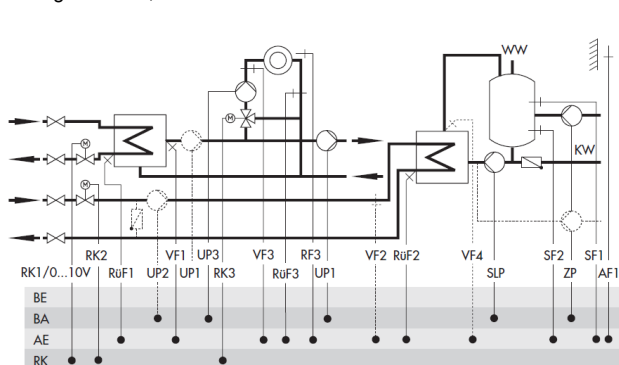 WW
M
M
KW
M
RK2 VF1 UP3 VF3 RF3 VF2 RüF2 VF4 SF2 SF1
RK1/0...10V RüF1 UP2 UP1 RK3 RüF3 UP1 SLP ZP AF1
BE
BA
AE
RK